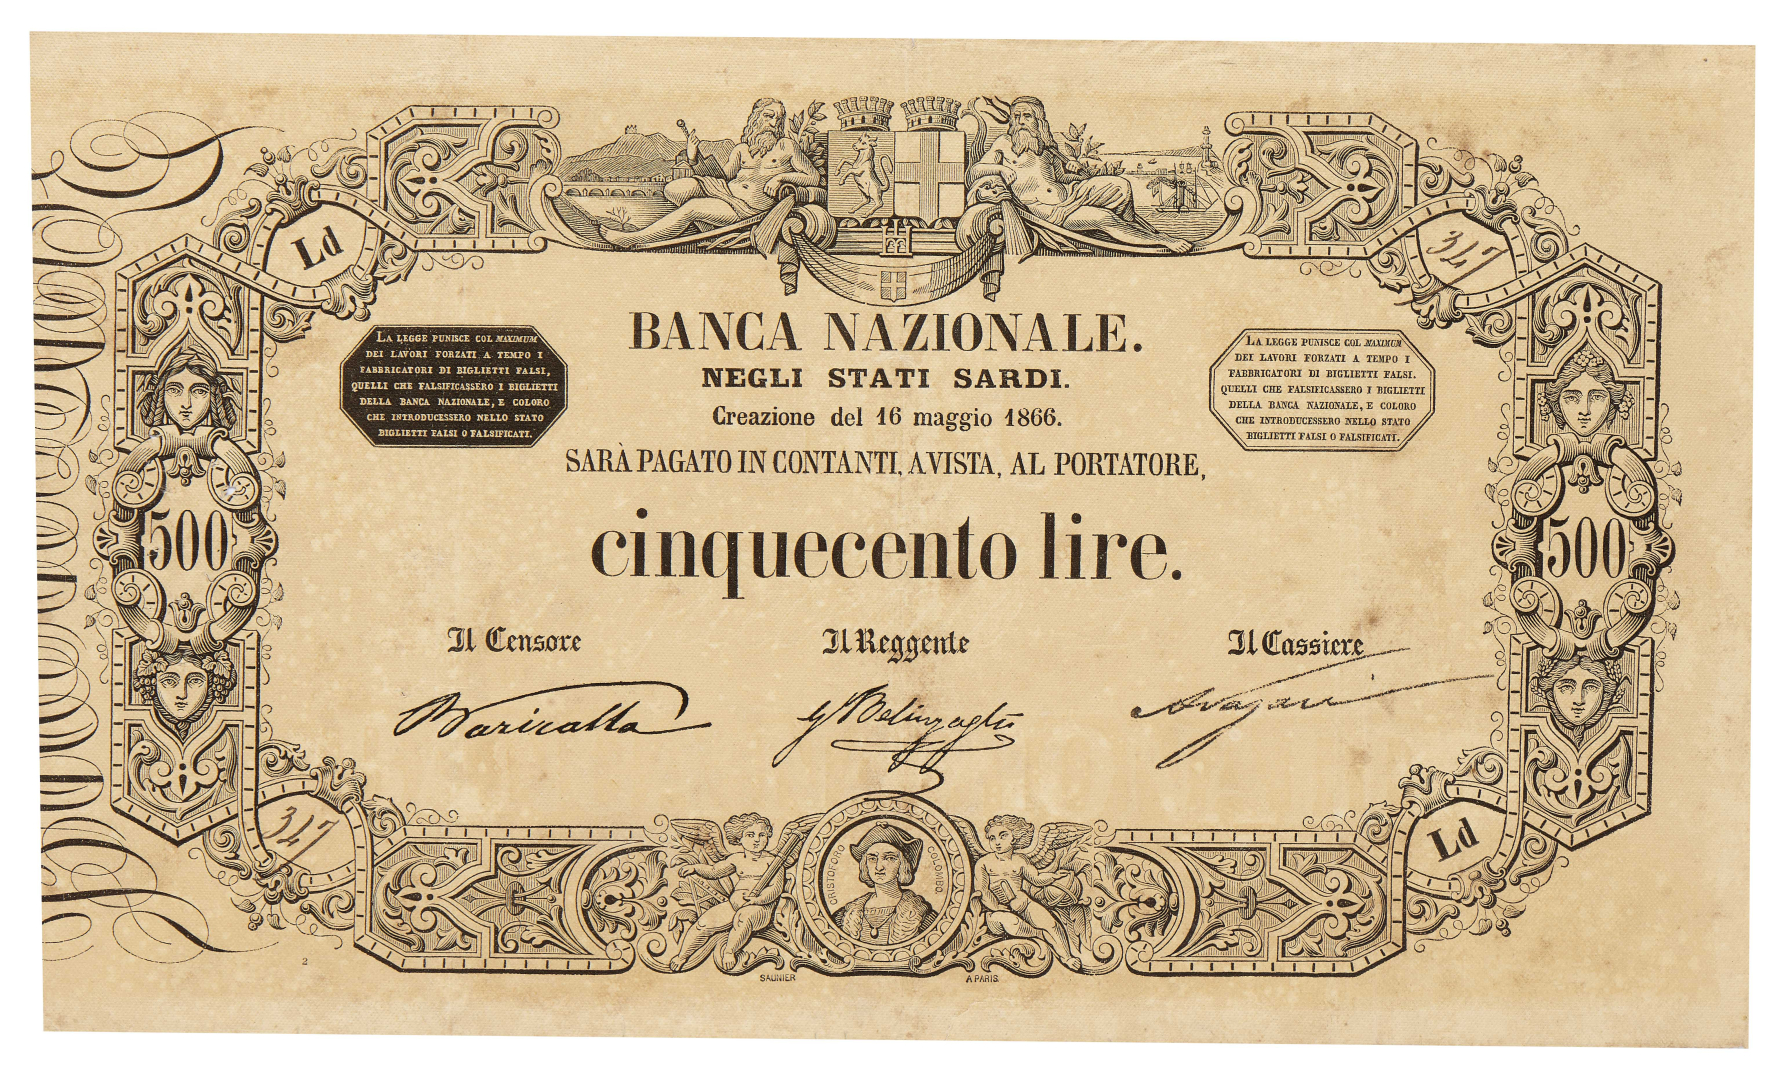 Ld
347
BANCA NAZIONALE.
NEGLI STATI SARDI.
Creazione del 16 maggio 1866.
LA LEGGE PUNISCE COL MAXIMUM
DEI LAVORI FORZATI A TEMPO I
FABBRICATORI DI BIGLIETTI FALSI,
QUELLI CHE FALSIFICASSERO I BIGLIETTI
DELLA BANCA NAZIONALE, E COLORO
CHE INTRODUCESSERO NELLO STATO
BIGLIETTI FALSI O FALSIFICATI.
LA LEGGE PUNISCE COL MAXIMUM
DEI LAVORI FORZATI A TEMPO I
FABBRICATORI DI BIGLIETTI FALSI.
QUELLI CHE FALSIFICASSERO I BIGLIETTI
DELLA BANCA NAZIONALE, E COLORO
CHE INTRODUCESSERO NELLO STATO
BIGLIETTI FALSI O FALSIFICATI.
SARÀ PAGATO IN CONTANTI, A VISTA, AL PORTATORE,
500
cinquecento lire.
500
Il Censore
Il Reggente
Il Cassiere
347
Ld
CRISTOFORO COLOMBO.
2
SAUNIER
A PARIS